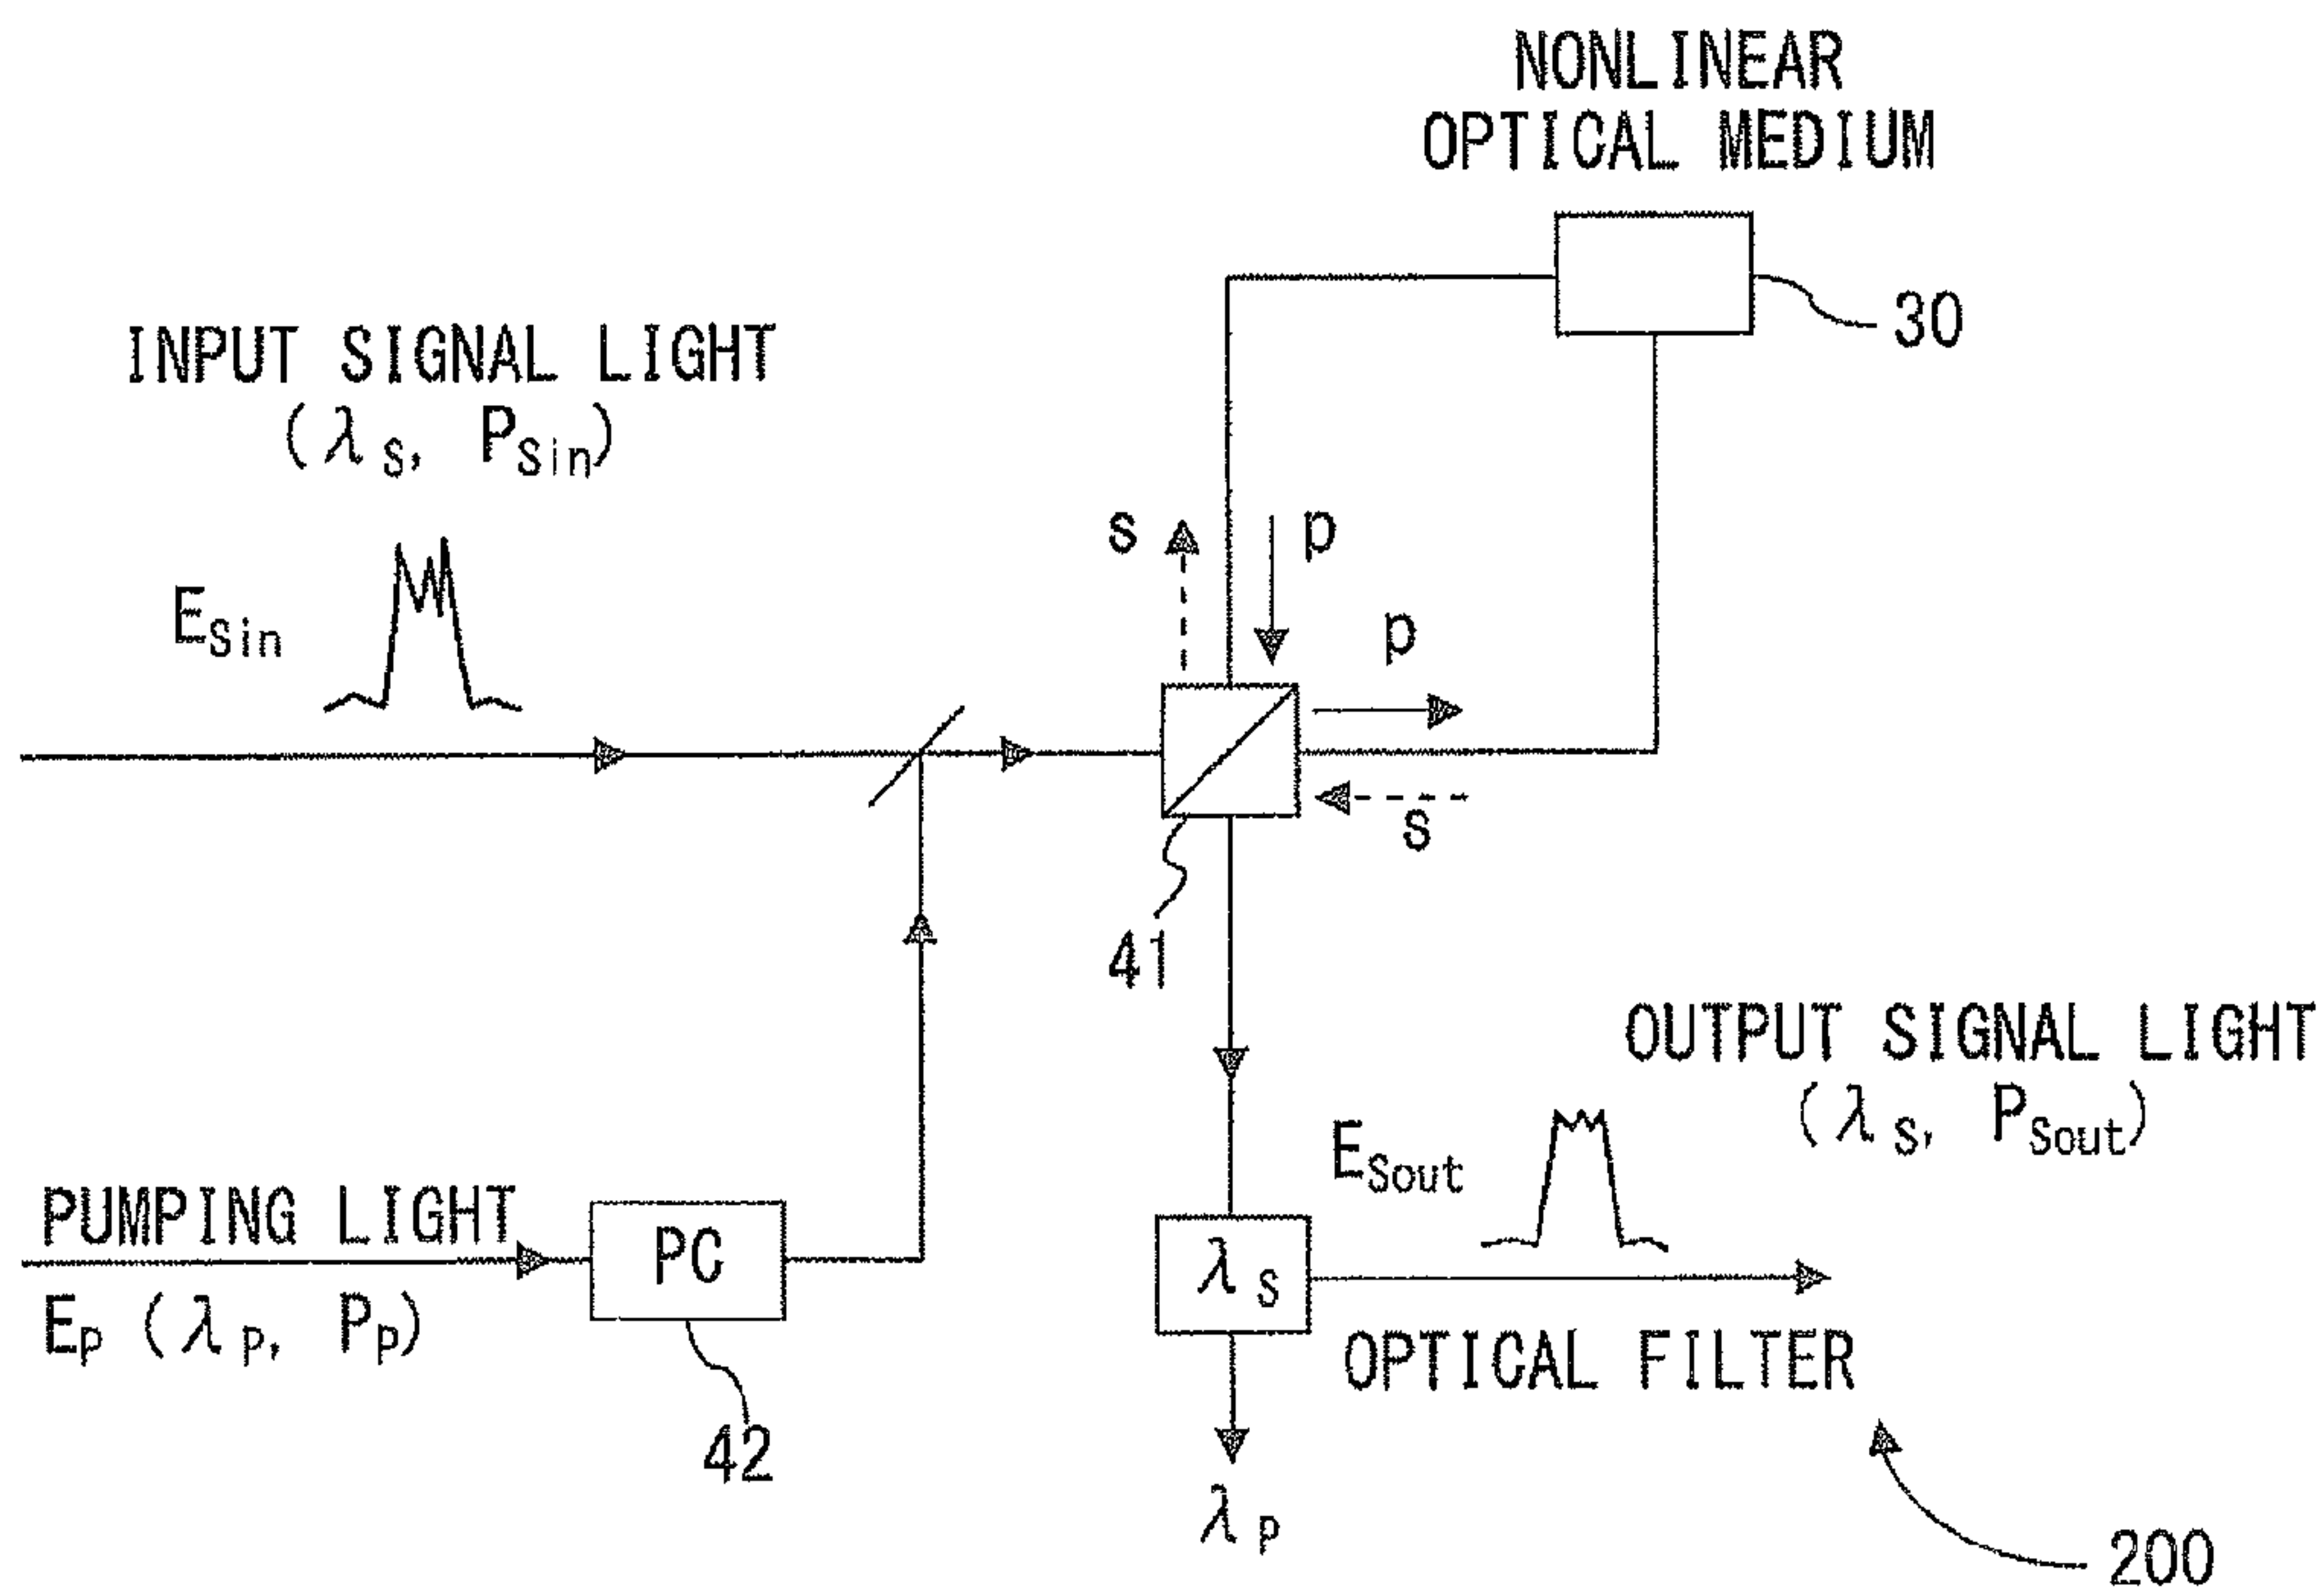 NONLINEAR
OPTICAL MEDIUM
30
INPUT SIGNAL LIGHT
(λs, PSin)
ESin
s
p
p
s
41
OUTPUT SIGNAL LIGHT
(λs, PSout)
ESout
PUMPING LIGHT
PC
EP (λp, Pp)
λs
OPTICAL FILTER
42
λp
200